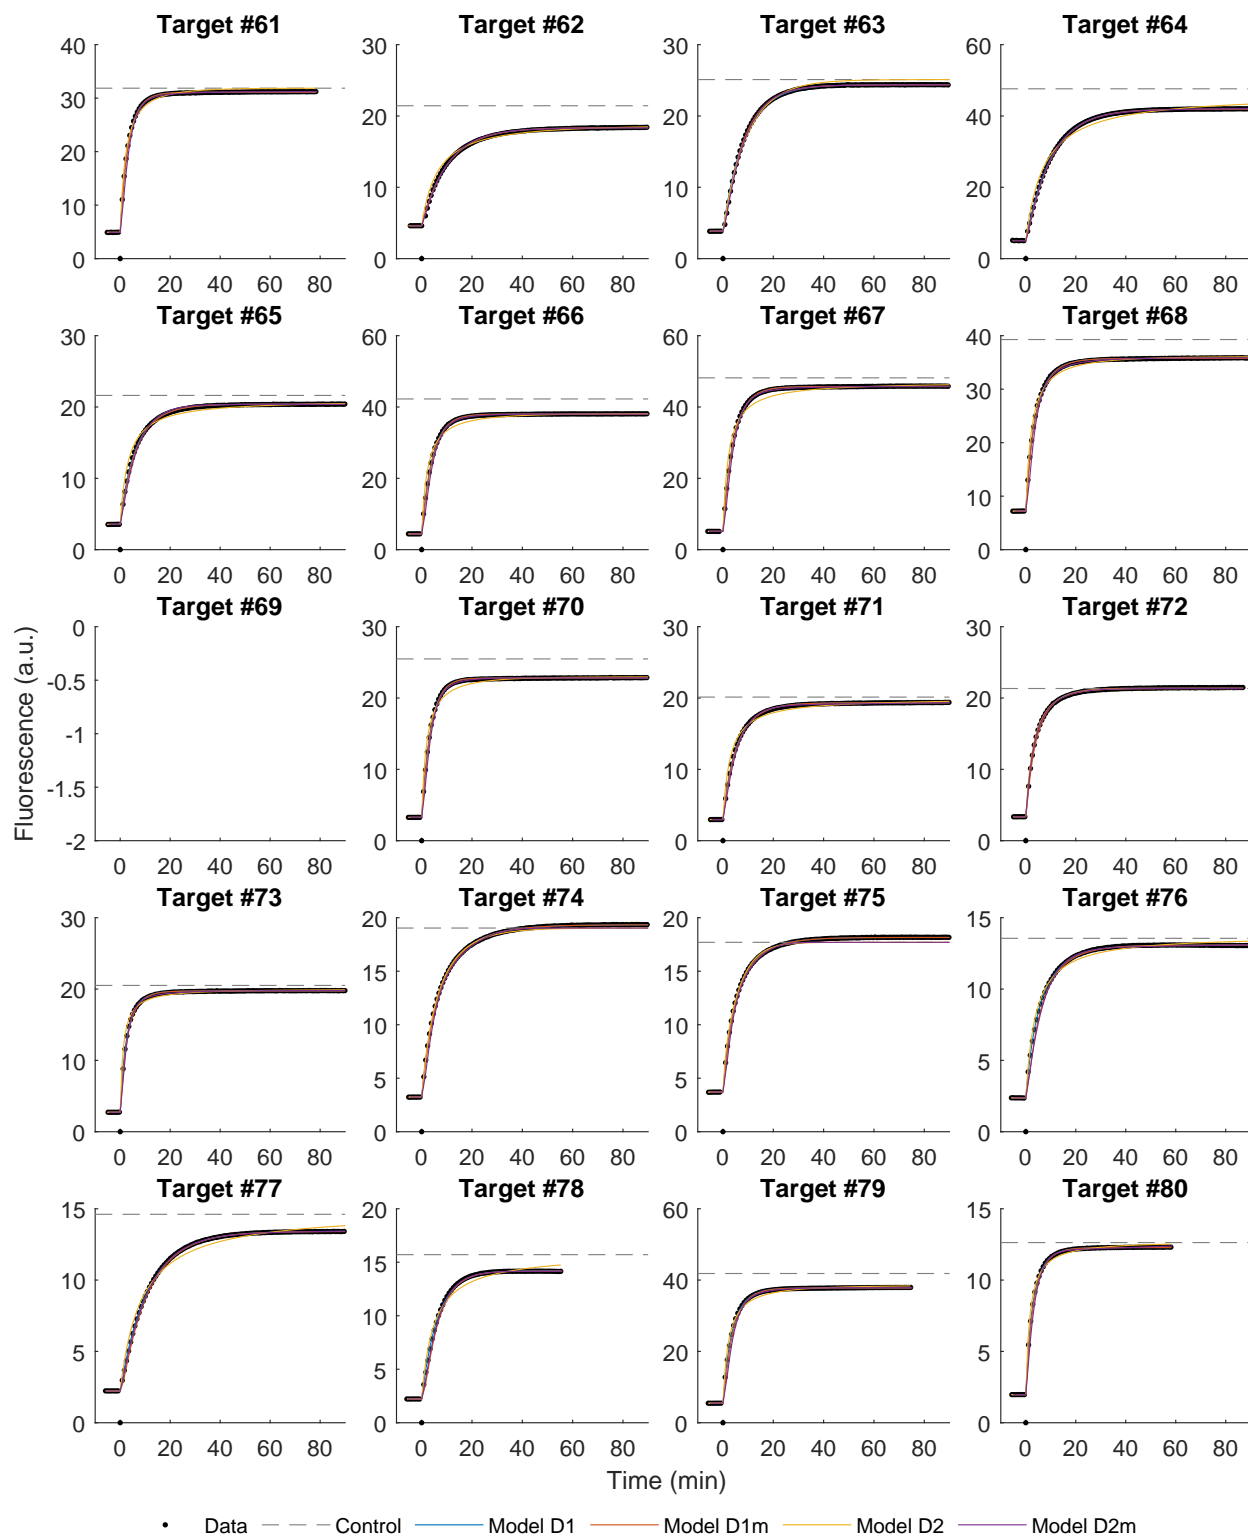 Target #61 Target #62 Target #63 Target #64
40 30 30 60
30 20 20 40
20
10 10 20
10
0 0 0 0
0 20 40 60 80 0 20 40 60 80 0 20 40 60 80 0 20 40 60 80
Target #65 Target #66 Target #67 Target #68
30 60 60 40
30
20 40 40
20
10 20 20
10
0 0 0 0
0 20 40 60 80 0 20 40 60 80 0 20 40 60 80 0 20 40 60 80
Target #69 Target #70 Target #71 Target #72
0 30 30 30
-0.5 20 20 20
-1
10 10 10
-1.5
-2 0 0 0
0 20 40 60 80 0 20 40 60 80 0 20 40 60 80 0 20 40 60 80
Fluorescence (a.u.)
Target #73 Target #74 Target #75 Target #76
30 20 20 15
20 15 15 10
10 10
10 5
5 5
0 0 0 0
0 20 40 60 80 0 20 40 60 80 0 20 40 60 80 0 20 40 60 80
Target #77 Target #78 Target #79 Target #80
15 20 60 15
10 15 40 10
10
5 20 5
5
0 0 0 0
0 20 40 60 80 0 20 40 60 80 0 20 40 60 80 0 20 40 60 80
Time (min)
Data Control Model D1 Model D1m Model D2 Model D2m